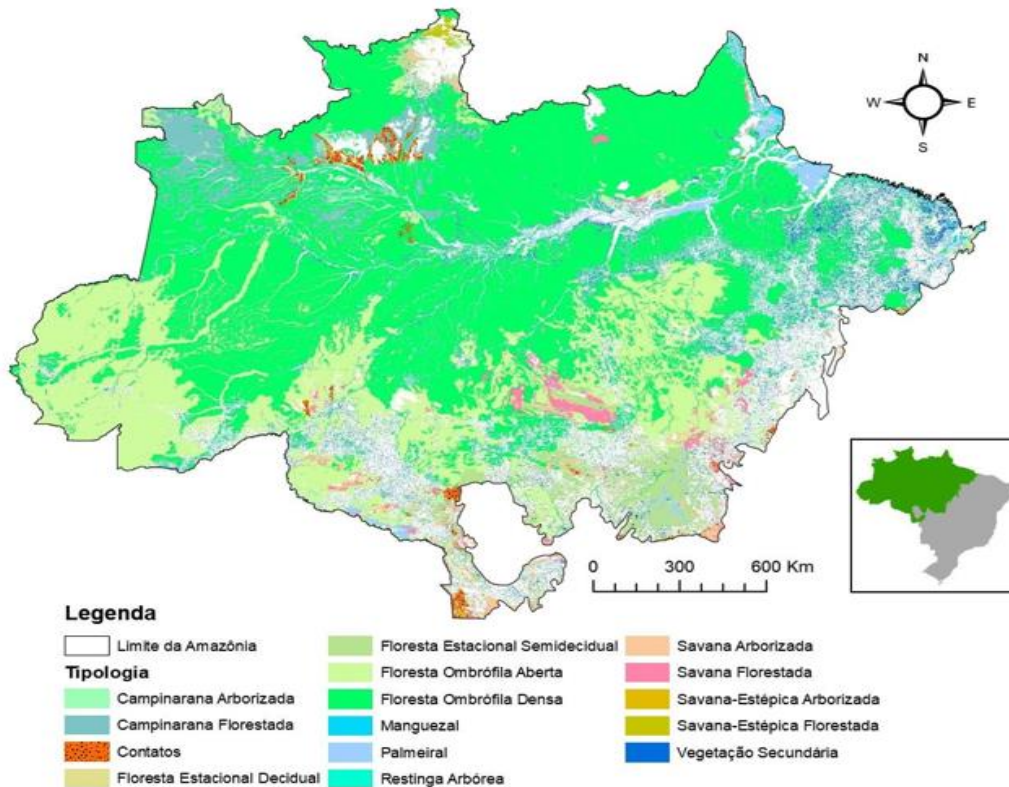 N
W E
S
0 300 600 Km
Legenda
Limite da Amazônia
Tipologia
Campinarana Arborizada
Campinarana Florestada
Contatos
Floresta Estacional Decidual
Floresta Estacional Semidecidual
Floresta Ombrófila Aberta
Floresta Ombrófila Densa
Manguezal
Palmeiral
Restinga Arbórea
Savana Arborizada
Savana Florestada
Savana-Estépica Arborizada
Savana-Estépica Florestada
Vegetação Secundária